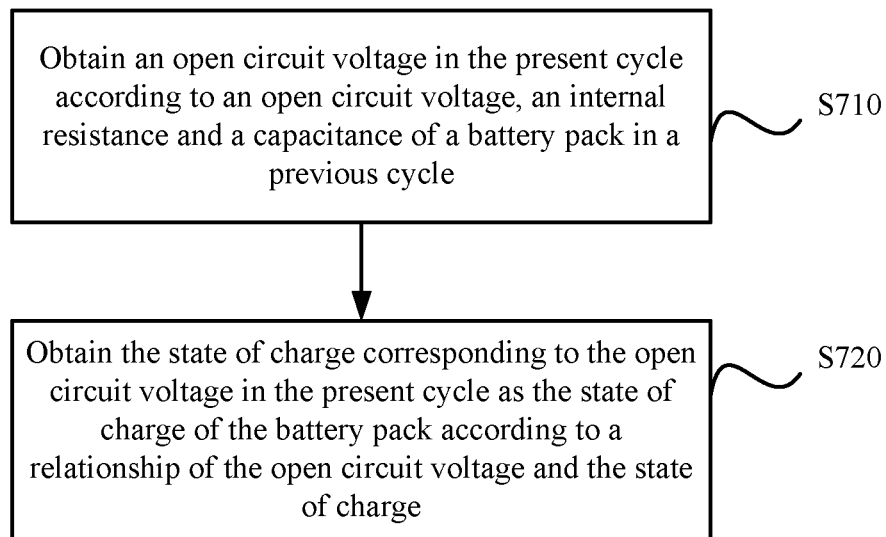 Obtain an open circuit voltage in the present cycle
according to an open circuit voltage, an internal
resistance and a capacitance of a battery pack in a
previous cycle
S710
Obtain the state of charge corresponding to the open
circuit voltage in the present cycle as the state of
charge of the battery pack according to a
relationship of the open circuit voltage and the state
of charge
S720